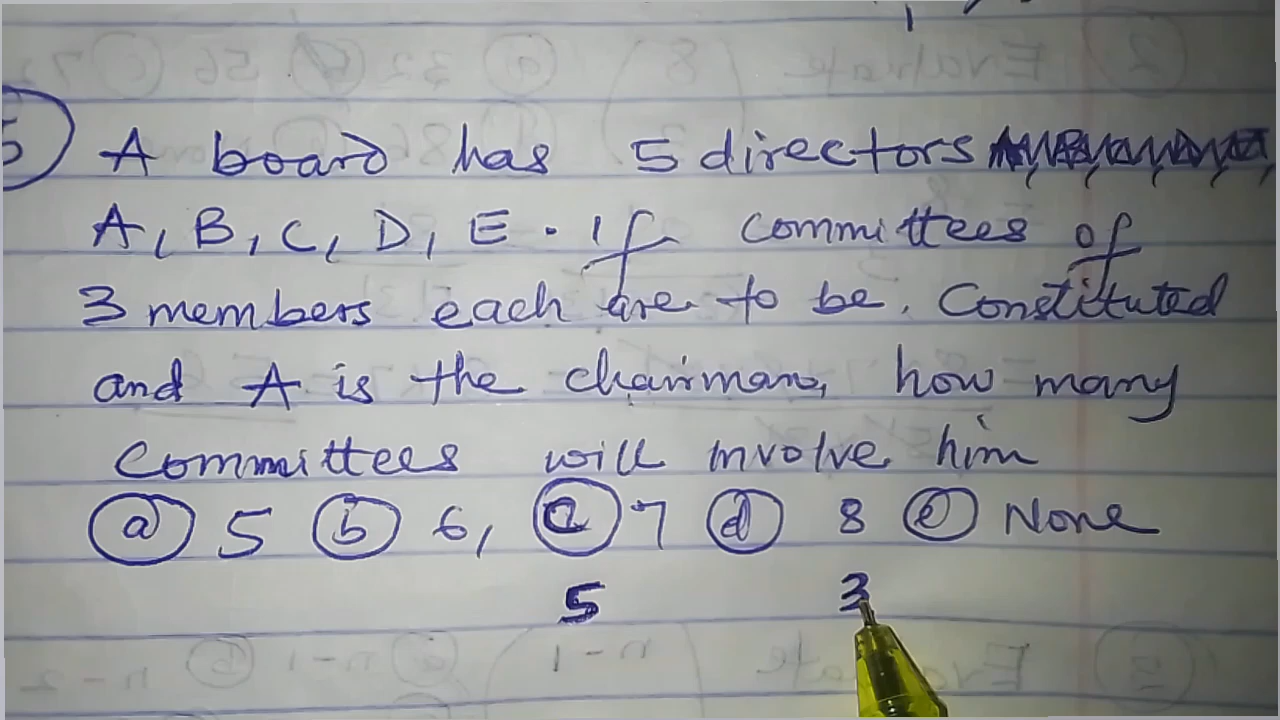 5) A board has 5 directors
A, B, C, D, E. If committees of
3 members each are to be. Constituted
and A is the chairman, how many
Committees will involve him
(a) 5 (b) 6, (c) 7 (d) 8 (e) None
5 3